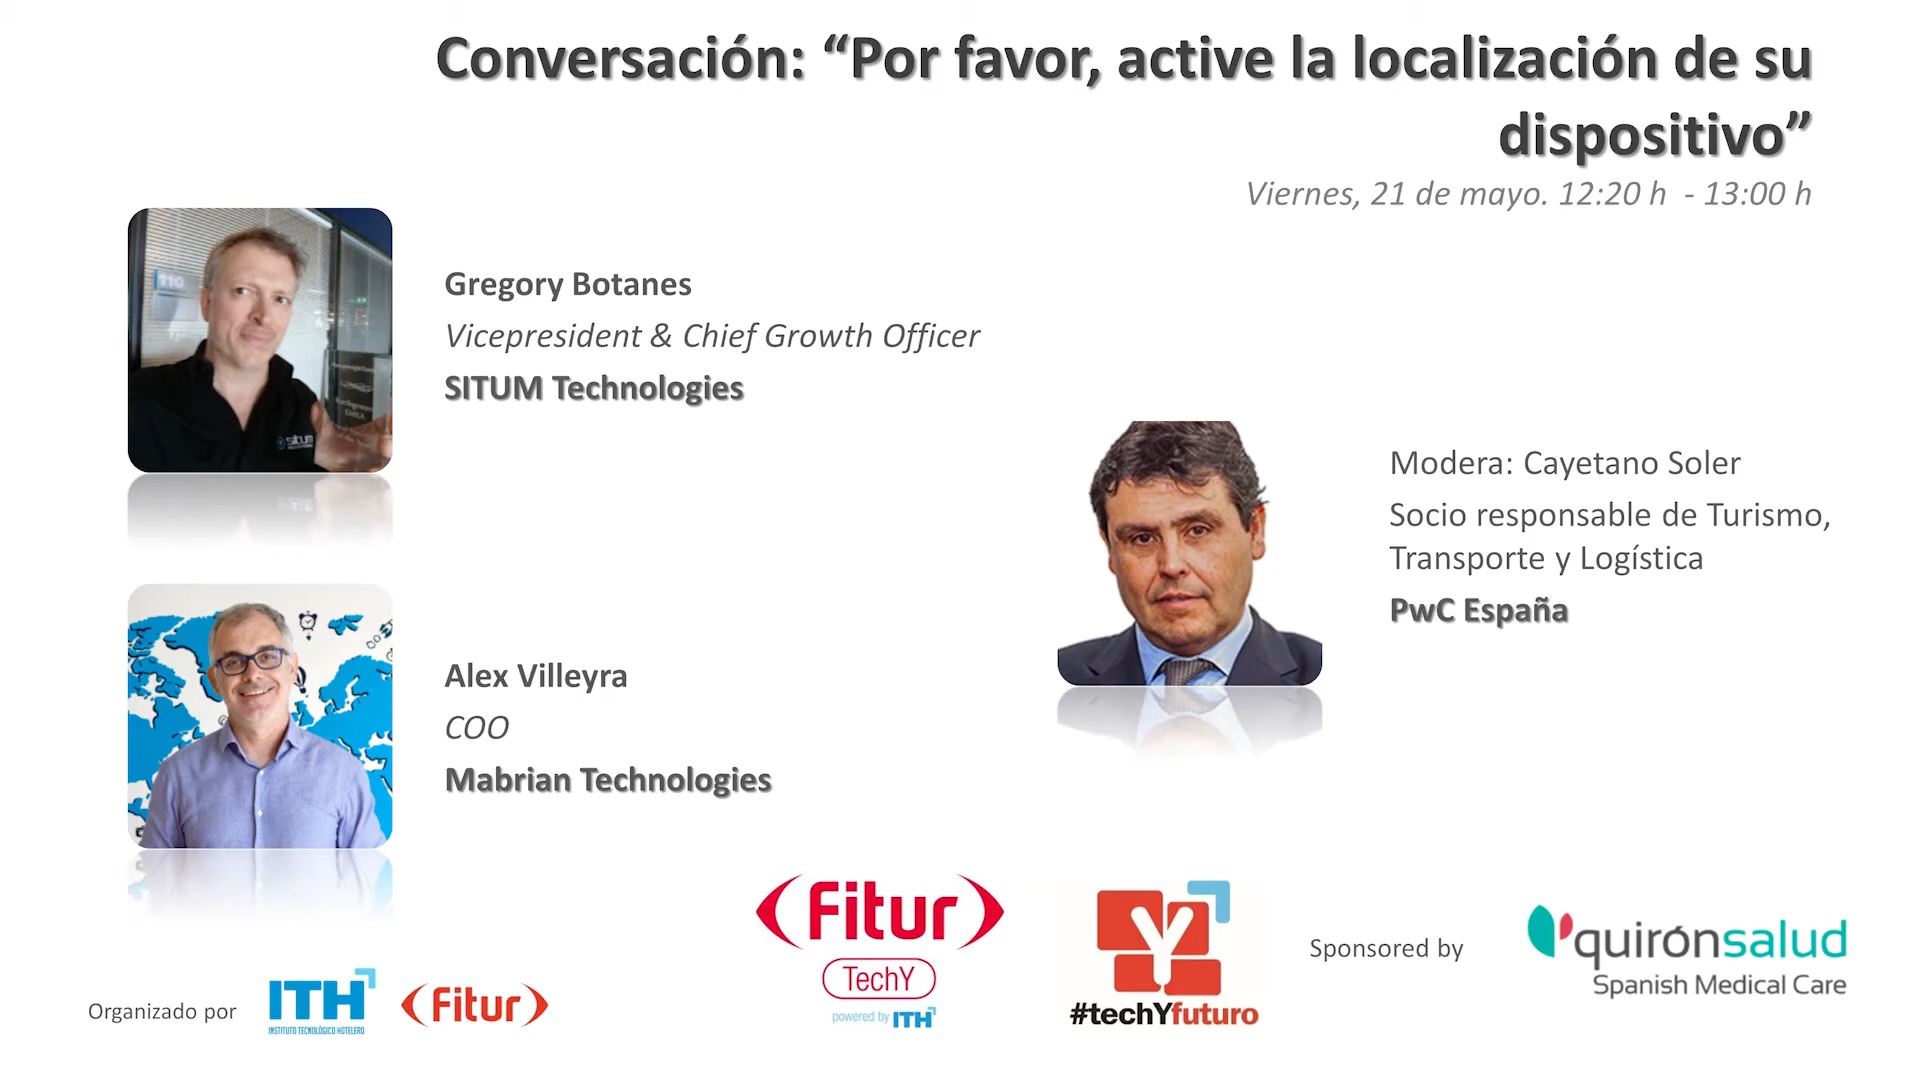 Conversación: “Por favor, active la localización de su
dispositivo”
Viernes, 21 de mayo. 12:20 h - 13:00 h
110
situm
Gregory Botanes
Vicepresident & Chief Growth Officer
SITUM Technologies
Modera: Cayetano Soler
Socio responsable de Turismo,
Transporte y Logística
PwC España
Alex Villeyra
COO
Mabrian Technologies
Organizado por
ITH
INSTITUTO TECNOLÓGICO HOTELERO
Fitur
Fitur
TechY
powered by ITH
Y
#techYfuturo
Sponsored by
quirónsalud
Spanish Medical Care